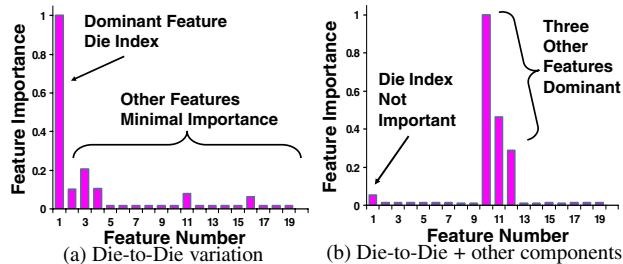 Feature Importance
1
0.8
0.6
0.4
0.2
0
Dominant Feature
Die Index
Other Features
Minimal Importance
1 3 5 7 9 11 13 15 17 19
Feature Number
(a) Die-to-Die variation
Feature Importance
1
0.8
0.6
0.4
0.2
0
Die Index
Not
Important
Three
Other
Features
Dominant
1 3 5 7 9 11 13 15 17 19
Feature Number
(b) Die-to-Die + other components